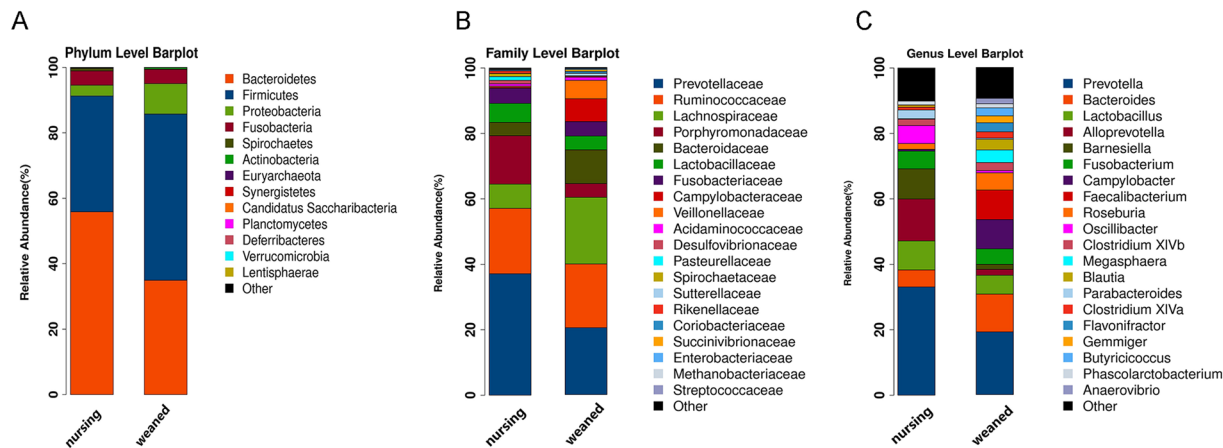 A
Phylum Level Barplot
Relative Abundance(%)
100
80
60
40
20
0
nursing
weaned
Bacteroidetes
Firmicutes
Proteobacteria
Fusobacteria
Spirochaetes
Actinobacteria
Euryarchaeota
Synergistetes
Candidatus Saccharibacteria
Planctomycetes
Deferribacteres
Verrucomicrobia
Lentisphaerae
Other
B
Family Level Barplot
Relative Abundance(%)
100
80
60
40
20
0
nursing
weaned
Prevotellaceae
Ruminococcaceae
Lachnospiraceae
Porphyromonadaceae
Bacteroidaceae
Lactobacillaceae
Fusobacteriaceae
Campylobacteraceae
Veillonellaceae
Acidaminococcaceae
Desulfovibrionaceae
Pasteurellaceae
Spirochaetaceae
Sutterellaceae
Rikenellaceae
Coriobacteriaceae
Succinivibrionaceae
Enterobacteriaceae
Methanobacteriaceae
Streptococcaceae
Other
C
Genus Level Barplot
Relative Abundance(%)
100
80
60
40
20
0
nursing
weaned
Prevotella
Bacteroides
Lactobacillus
Alloprevotella
Barnesiella
Fusobacterium
Campylobacter
Faecalibacterium
Roseburia
Oscillibacter
Clostridium XlVb
Megasphaera
Blautia
Parabacteroides
Clostridium XlVa
Flavonifractor
Gemmiger
Butyricicoccus
Phascolarctobacterium
Anaerovibrio
Other